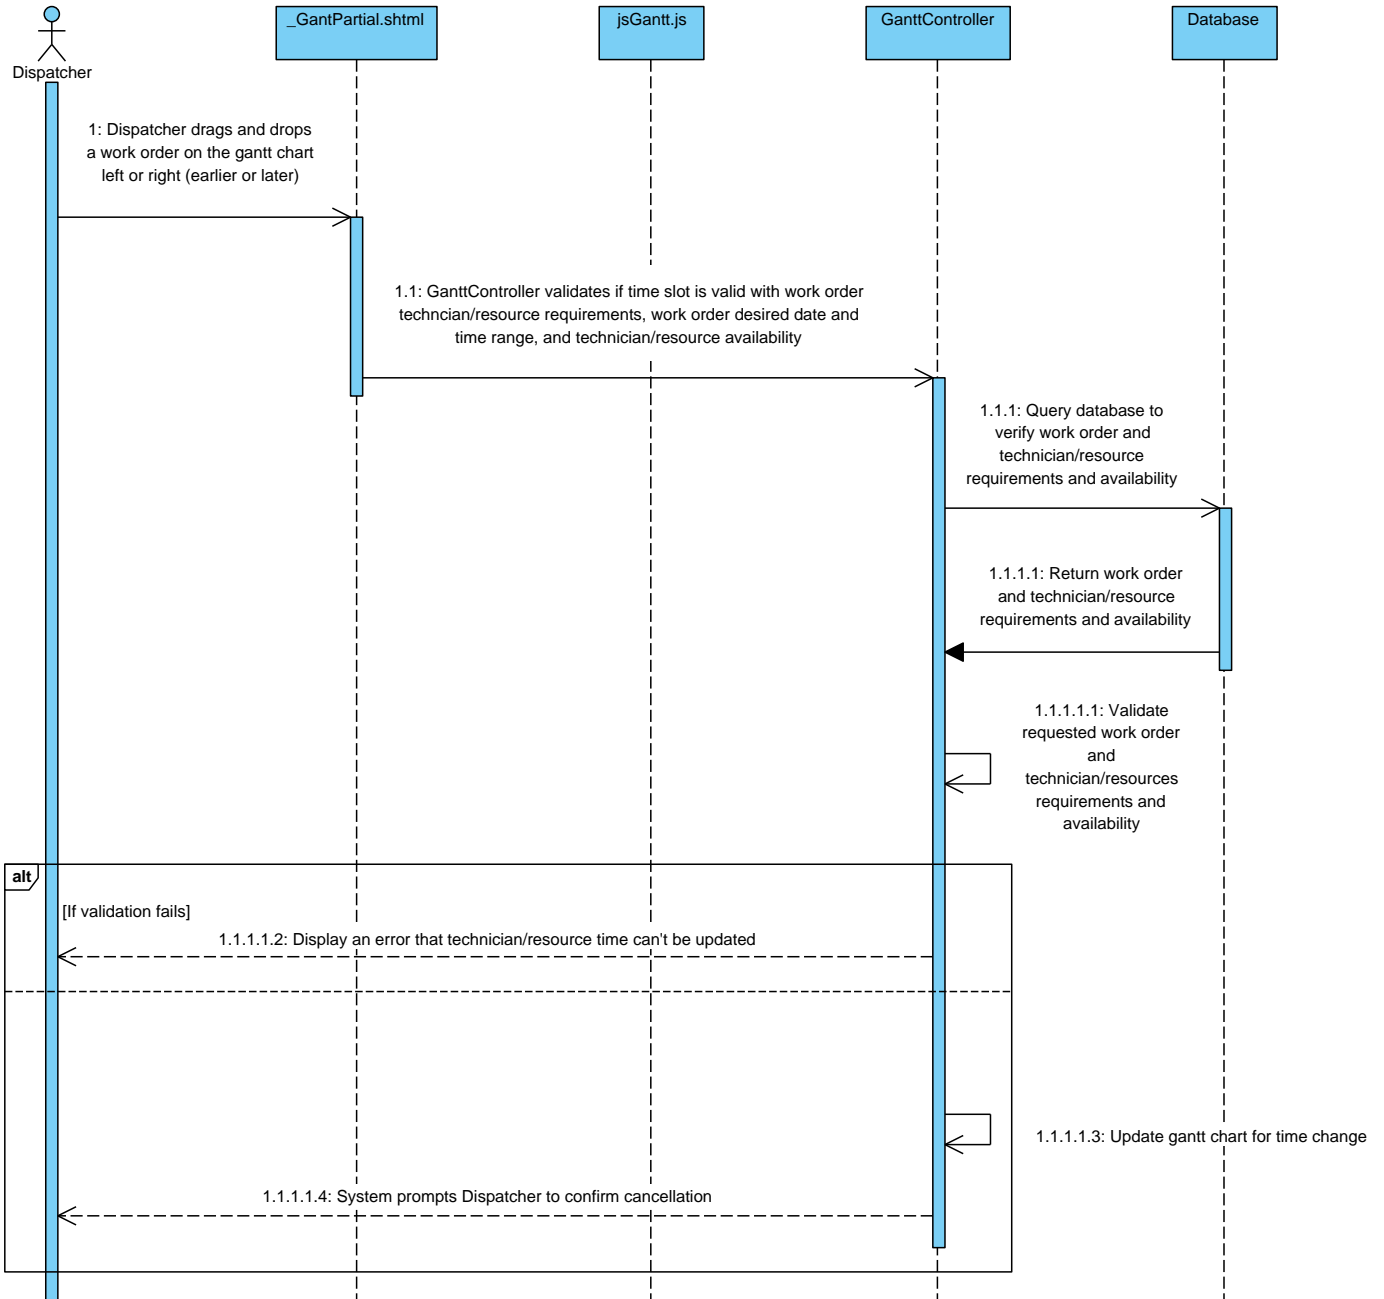 Dispatcher
_GantPartial.shtml
jsGantt.js
GanttController
Database
1: Dispatcher drags and drops
a work order on the gantt chart
left or right (earlier or later)
1.1: GanttController validates if time slot is valid with work order
techncian/resource requirements, work order desired date and
time range, and technician/resource availability
1.1.1: Query database to
verify work order and
technician/resource
requirements and availability
1.1.1.1: Return work order
and technician/resource
requirements and availability
1.1.1.1.1: Validate
requested work order
and
technician/resources
requirements and
availability
alt
[If validation fails]
1.1.1.1.2: Display an error that technician/resource time can't be updated
1.1.1.1.3: Update gantt chart for time change
1.1.1.1.4: System prompts Dispatcher to confirm cancellation